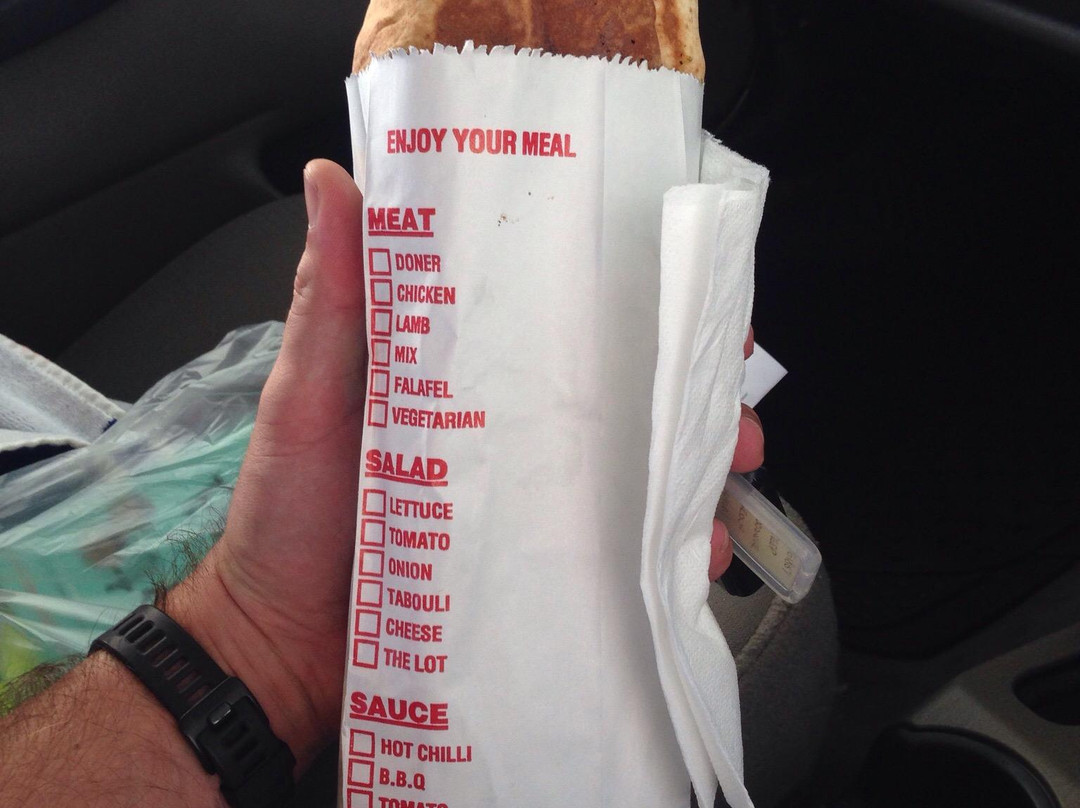 ENJOY YOUR MEAL
MEAT
DONER
CHICKEN
LAMB
MIX
FALAFEL
VEGETARIAN
SALAD
LETTUCE
TOMATO
ONION
TABOULI
CHEESE
THE LOT
SAUCE
HOT CHILLI
B.B.Q
TOMATO